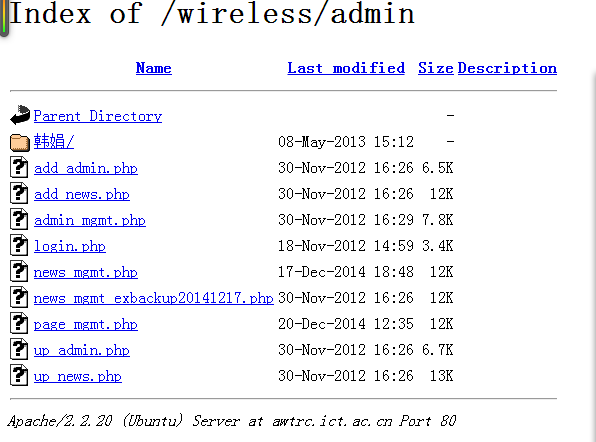 Index of /wireless/admin
Name Last modified Size Description
Parent Directory -
韩娟/ 08-May-2013 15:12 -
add_admin.php 30-Nov-2012 16:26 6.5K
add_news.php 30-Nov-2012 16:26 12K
admin_mgmt.php 30-Nov-2012 16:29 7.8K
login.php 18-Nov-2012 14:59 3.4K
news_mgmt.php 17-Dec-2014 18:48 12K
news_mgmt_exbackup20141217.php 30-Nov-2012 16:26 12K
page_mgmt.php 20-Dec-2014 12:35 12K
up_admin.php 30-Nov-2012 16:26 6.7K
up_news.php 30-Nov-2012 16:26 13K
Apache/2.2.20 (Ubuntu) Server at awtrc.ict.ac.cn Port 80